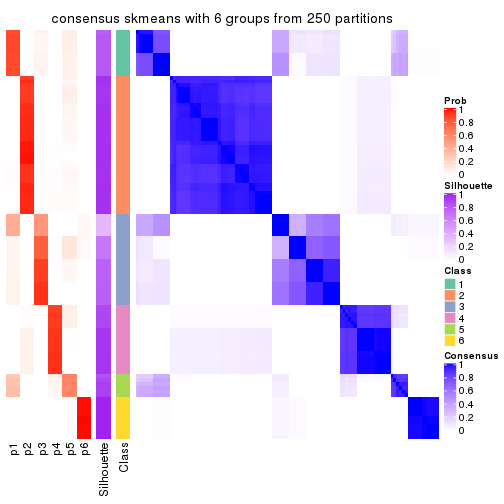 consensus skmeans with 6 groups from 250 partitions
Prob
1
0.8
0.6
0.4
0.2
0
Silhouette
1
0.8
0.6
0.4
0.2
0
Class
1
2
3
4
5
6
Consensus
1
0.8
0.6
0.4
0.2
0
p1
p2
p3
p4
p5
p6
Silhouette
Class